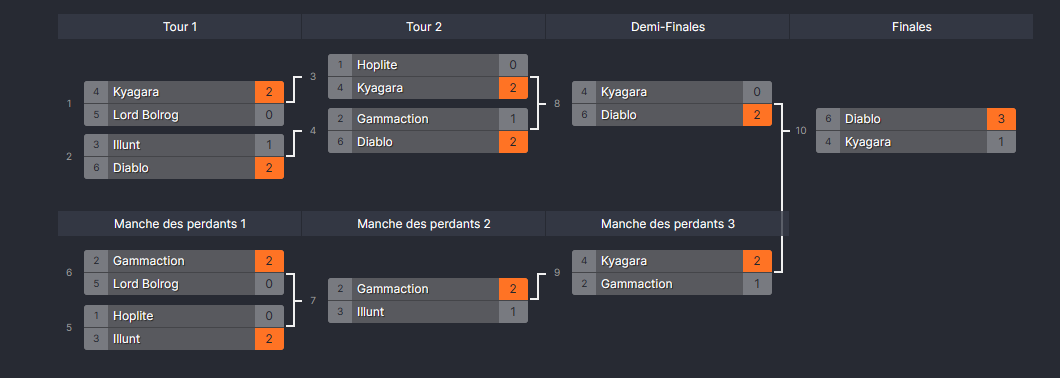 Tour 1 Tour 2 Demi-Finales Finales
1
4 Kyagara 2
5 Lord Bolrog 0
2
3 Illunt 1
6 Diablo 2
3
1 Hoplite 0
4 Kyagara 2
4
2 Gammaction 1
6 Diablo 2
8
4 Kyagara 0
6 Diablo 2
10
6 Diablo 3
4 Kyagara 1
Manche des perdants 1 Manche des perdants 2 Manche des perdants 3
6
2 Gammaction 2
5 Lord Bolrog 0
5
1 Hoplite 0
3 Illunt 2
7
2 Gammaction 2
3 Illunt 1
9
4 Kyagara 2
2 Gammaction 1